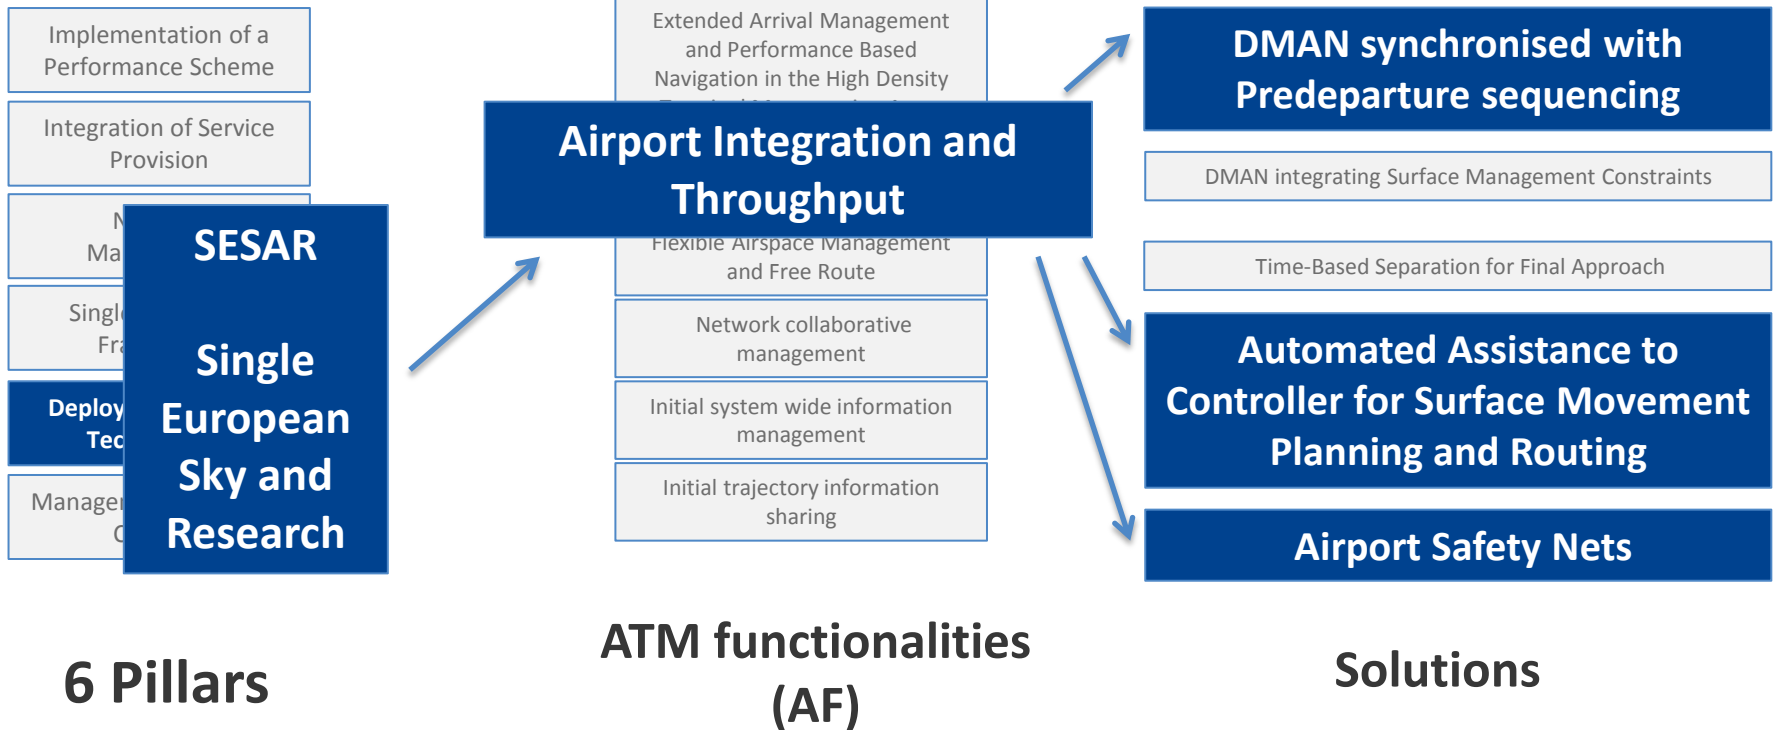 Implementation of a
Performance Scheme
Integration of Service
Provision
Deploy
SESAR
Single
European
Sky and
Research
6 Pillars
Extended Arrival Management
and Performance Based
Navigation in the High Density
Airport Integration and
Throughput
Flexible Airspace Management
and Free Route
Network collaborative
management
Initial system wide information
management
Initial trajectory information
sharing
ATM functionalities
(AF)
DMAN synchronised with
Predeparture sequencing
DMAN integrating Surface Management Constraints
Time-Based Separation for Final Approach
Automated Assistance to
Controller for Surface Movement
Planning and Routing
Airport Safety Nets
Solutions